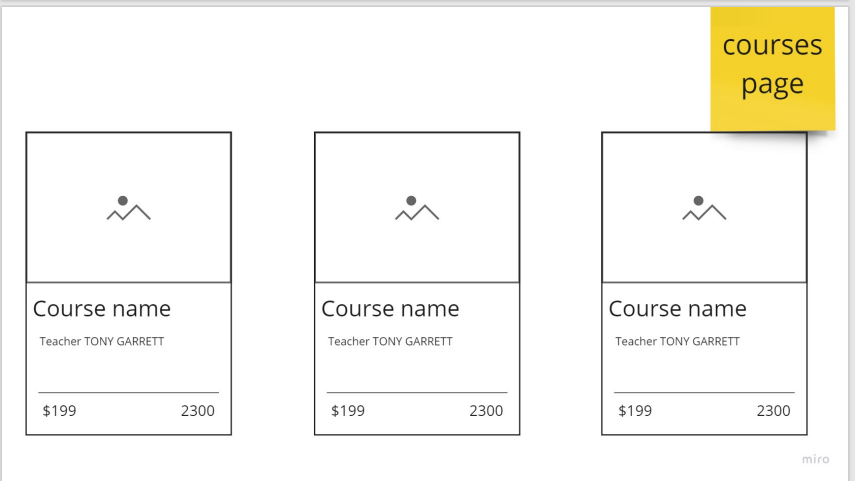 courses
page
Course name
Teacher TONY GARRETT
$199 2300
Course name
Teacher TONY GARRETT
$199 2300
Course name
Teacher TONY GARRETT
$199 2300
miro